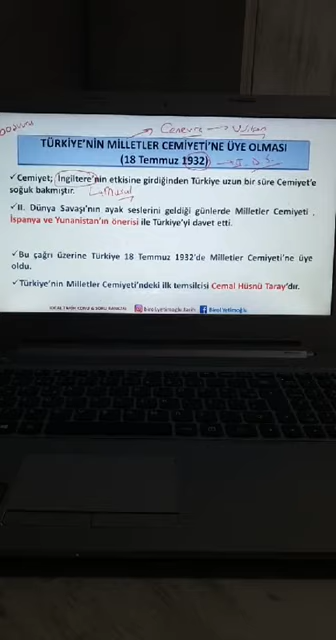 Cenevre → Wilson
TÜRKİYE'NİN MİLLETLER CEMİYETİ'NE ÜYE OLMASI
(18 Temmuz 1932)
✓Cemiyet; İngiltere'nin etkisine girdiğinden Türkiye uzun bir süre Cemiyet'e
soğuk bakmıştır.
→ Musul
✓II. Dünya Savaşı'nın ayak seslerini geldiği günlerde Milletler Cemiyeti .
İspanya ve Yunanistan'ın önerisi ile Türkiye'yi davet etti.
✓Bu çağrı üzerine Türkiye 18 Temmuz 1932'de Milletler Cemiyeti'ne üye
oldu.
✓Türkiye'nin Milletler Cemiyeti'ndeki ilk temsilcisi Cemal Hüsnü Taray'dır.